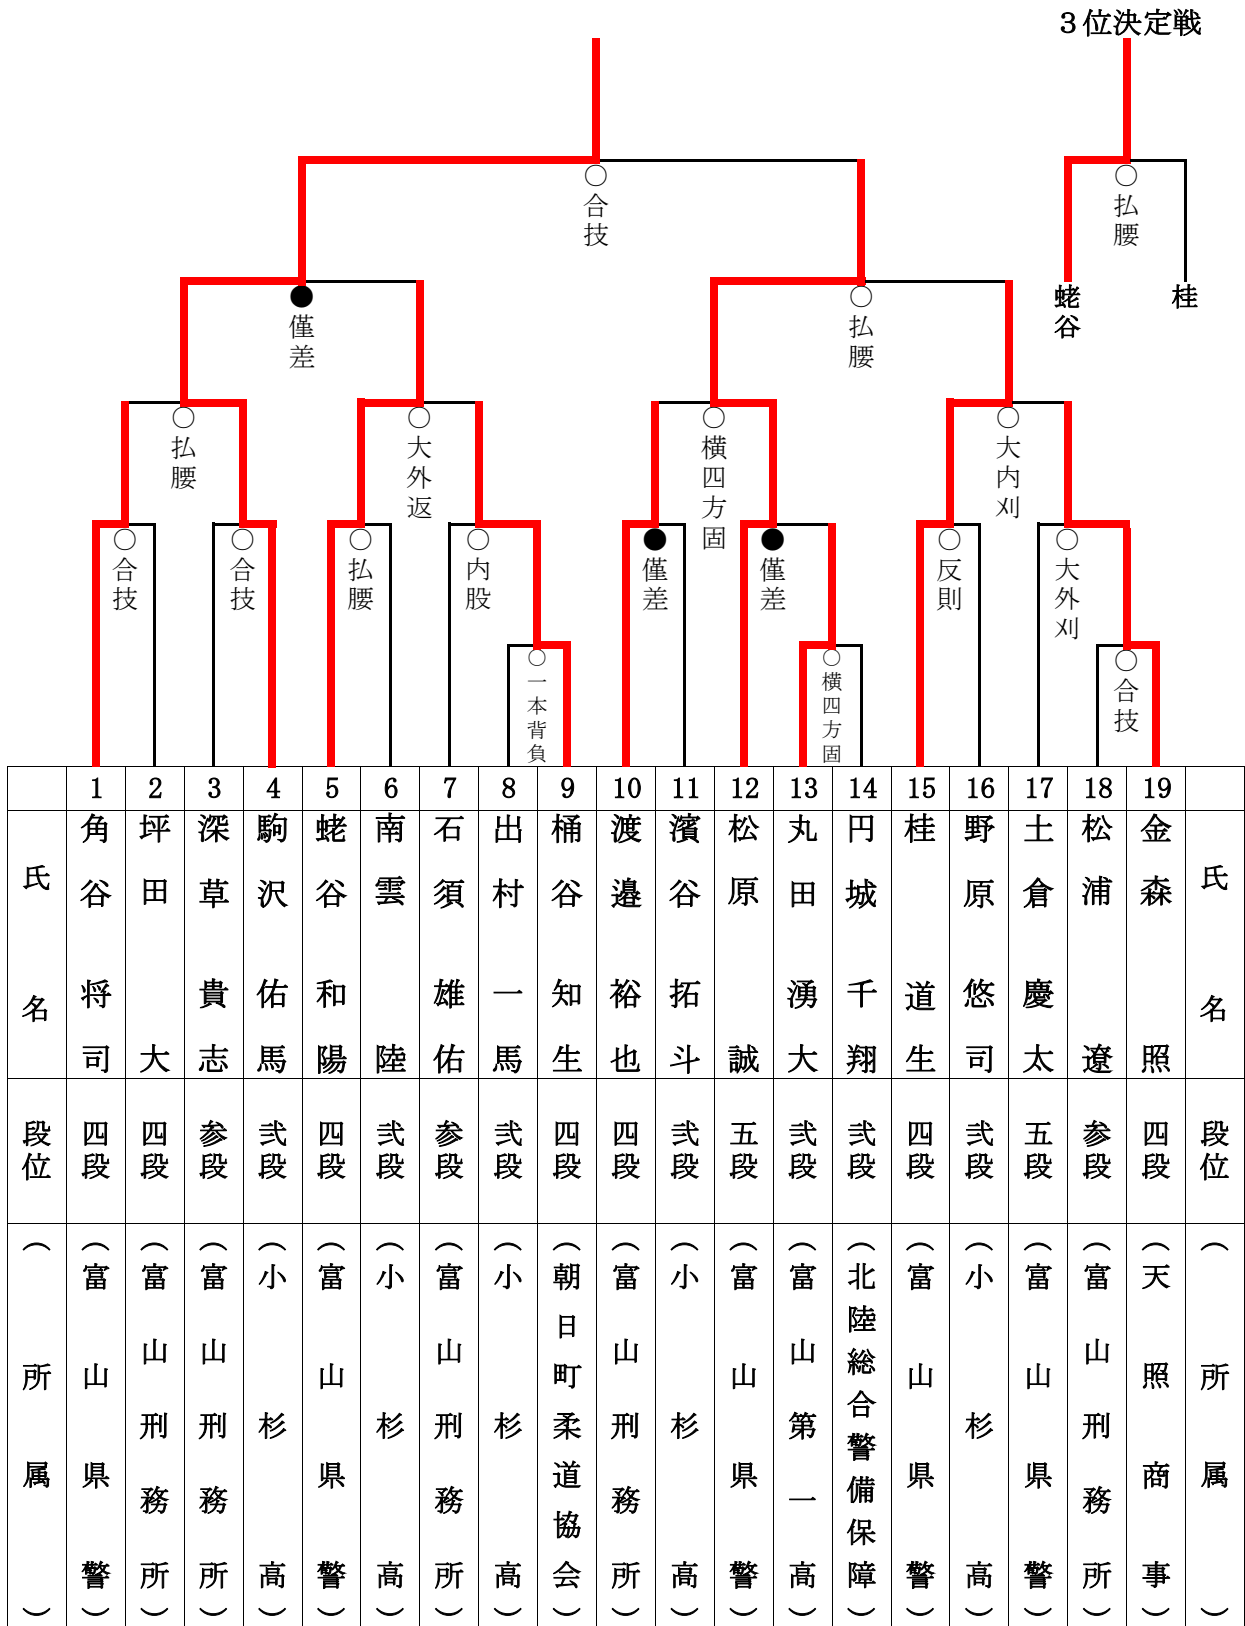 ３位決定戦
○合技
○払腰
●僅差
○払腰
蛯谷
桂
○払腰
○大外返
○横四方固
○大内刈
○合技
○合技
○払腰
○内股
●僅差
●僅差
○反則
○大外刈
○一本背負
○横四方固
○合技
1 2 3 4 5 6 7 8 9 10 11 12 13 14 15 16 17 18 19
氏名
角谷将司
坪田大
深草貴志
駒沢佑馬
蛯谷和陽
南雲陸
石須雄佑
出村一馬
桶谷知生
渡邉裕也
濱谷拓斗
松原誠
丸田湧大
円城千翔
桂道生
野原悠司
土倉慶太
松浦遼
金森照
氏名
段位 四段 四段 参段 弐段 四段 弐段 参段 弐段 四段 四段 弐段 五段 弐段 弐段 四段 弐段 五段 参段 四段 段位
（所属）
（富山県警）
（富山刑務所）
（富山刑務所）
（小杉高）
（富山県警）
（小杉高）
（富山刑務所）
（小杉高）
（朝日町柔道協会）
（富山刑務所）
（小杉高）
（富山県警）
（富山第一高）
（北陸総合警備保障）
（富山県警）
（小杉高）
（富山県警）
（富山刑務所）
（天照商事）
（所属）